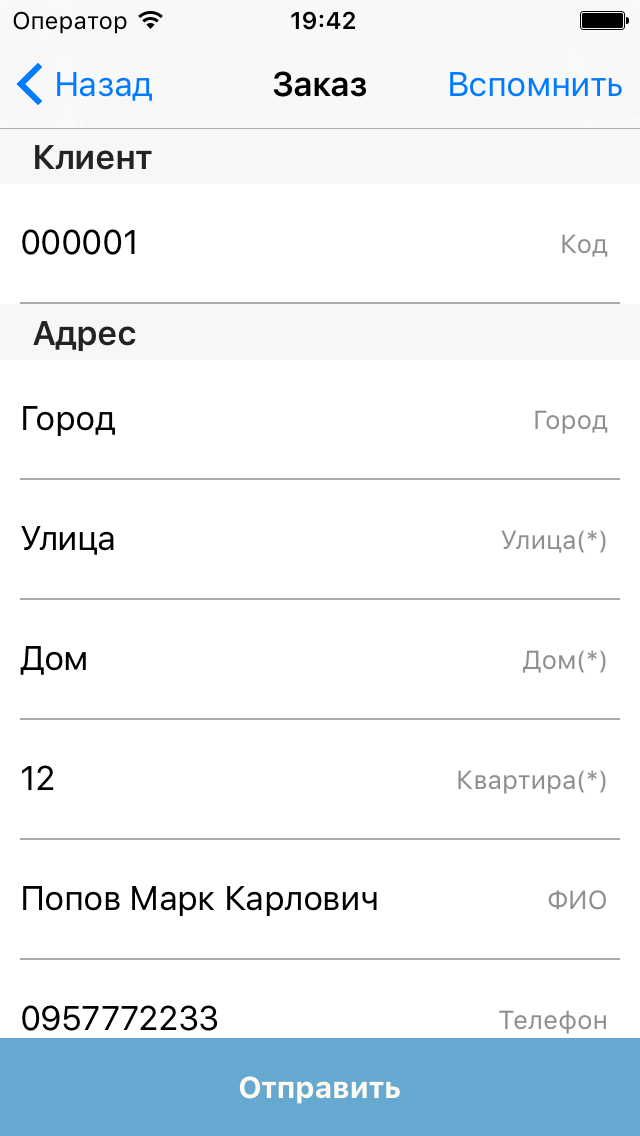 Оператор 19:42
Назад Заказ Вспомнить
Клиент
000001 Код
Адрес
Город Город
Улица Улица(*)
Дом Дом(*)
12 Квартира(*)
Попов Марк Карлович ФИО
0957772233 Телефон
Отправить